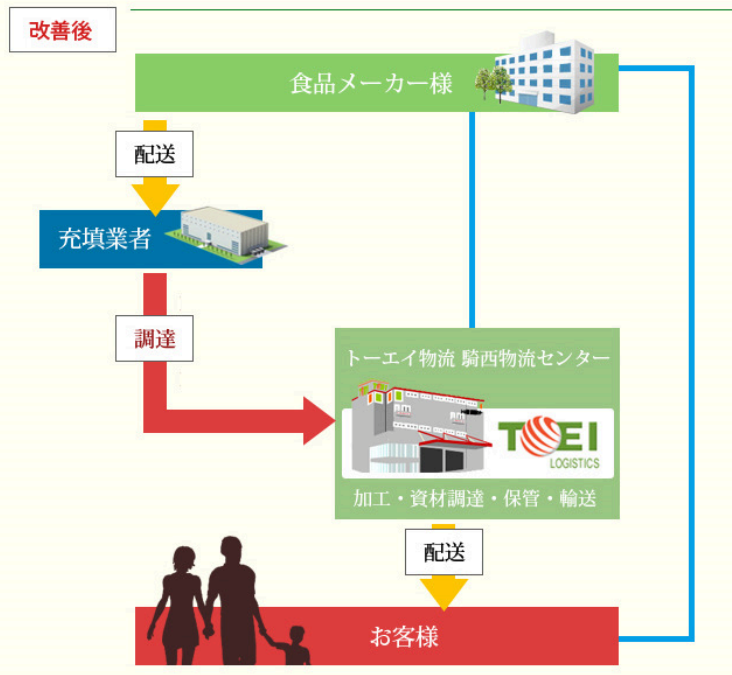 改善後
食品メーカー様
配送
充填業者
調達
トーエイ物流 騎西物流センター
TOEI
LOGISTICS
加工・資材調達・保管・輸送
配送
お客様